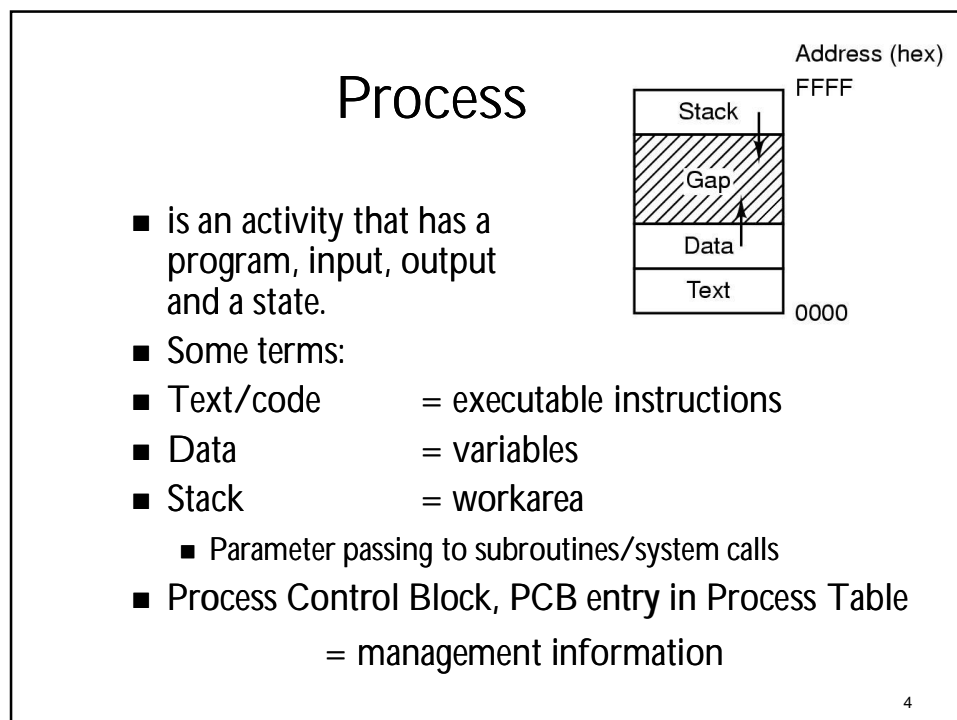 Process
Address (hex)
FFFF
Stack
Gap
Data
Text
0000
■ is an activity that has a
program, input, output
and a state.
■ Some terms:
■ Text/code = executable instructions
■ Data = variables
■ Stack = workarea
■ Parameter passing to subroutines/system calls
■ Process Control Block, PCB entry in Process Table
= management information
4